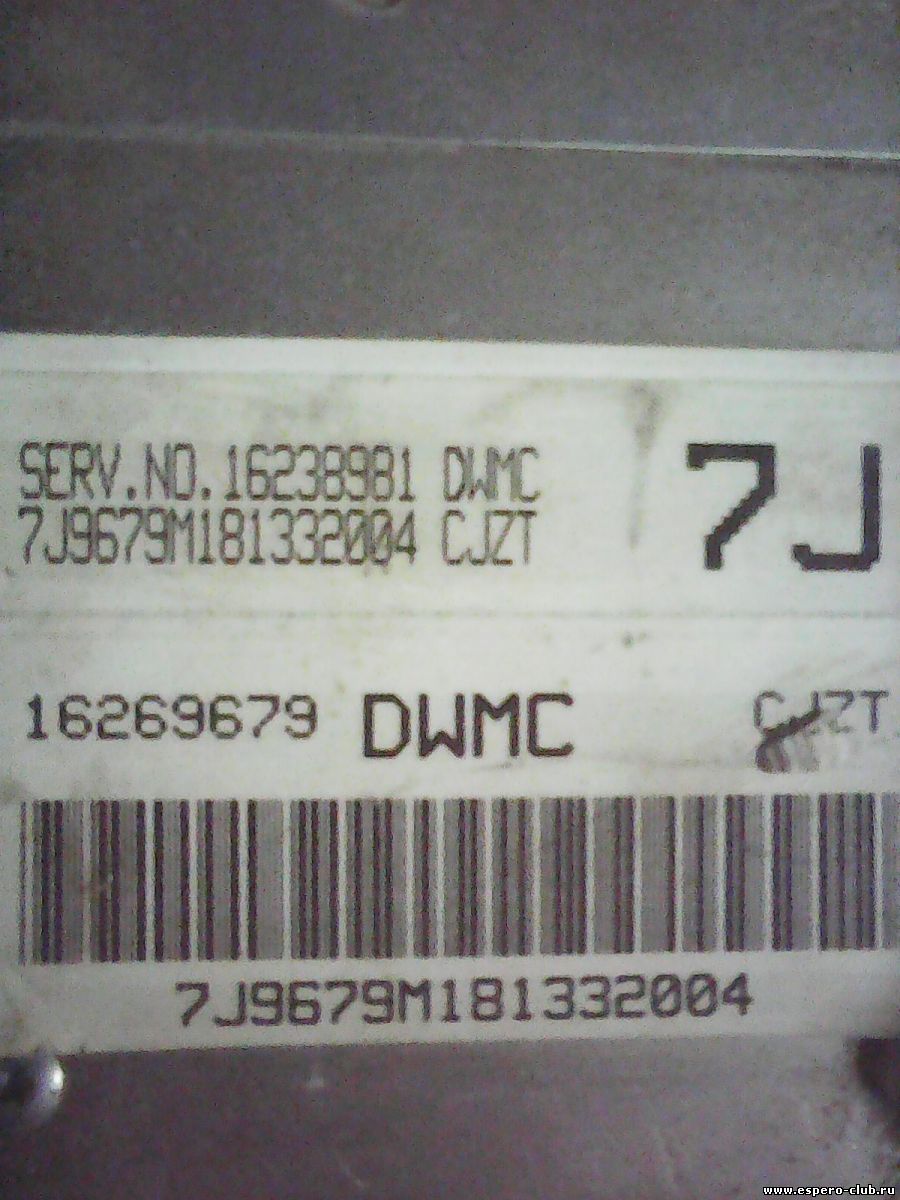 SERV.NO.16238981 DWMC
7J9679M181332004 CJZT
7J
16269679 DWMC CJZT
7J9679M181332004
www.espero-club.ru